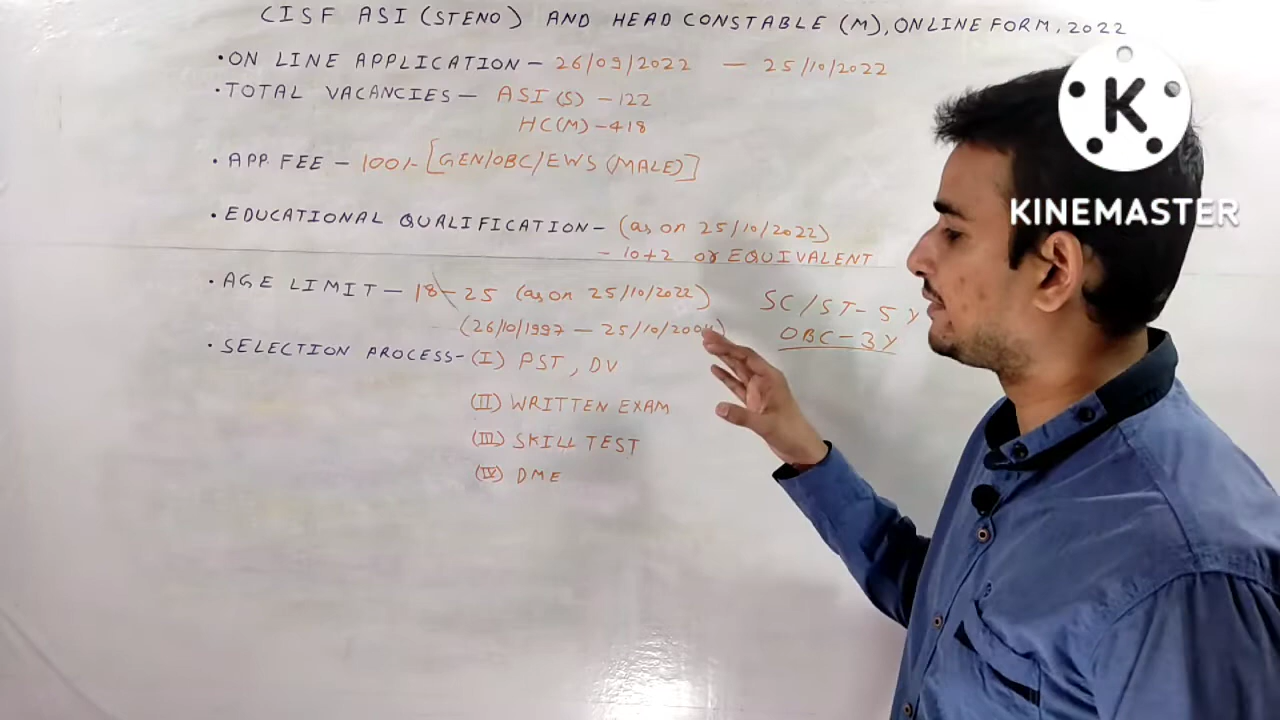 CISF ASI (STENO) AND HEAD CONSTABLE (M), ONLINE FORM, 2022
• ON LINE APPLICATION – 26/09/2022 – 25/10/2022
• TOTAL VACANCIES – ASI (S) – 122
HC(M) – 418
• APP. FEE – 100/- [GEN/OBC/EWS (MALE)]
• EDUCATIONAL QUALIFICATION – (as on 25/10/2022)
– 10+2 or EQUIVALENT
• AGE LIMIT – 18 – 25 (as on 25/10/2022)
(26/10/1997 – 25/10/2004)
SC/ST – 5 Y
OBC – 3 Y
• SELECTION AROCESS – (I) PST, DV
(II) WRITTEN EXAM
(III) SKILL TEST
(IV) DME
K
KINEMASTER